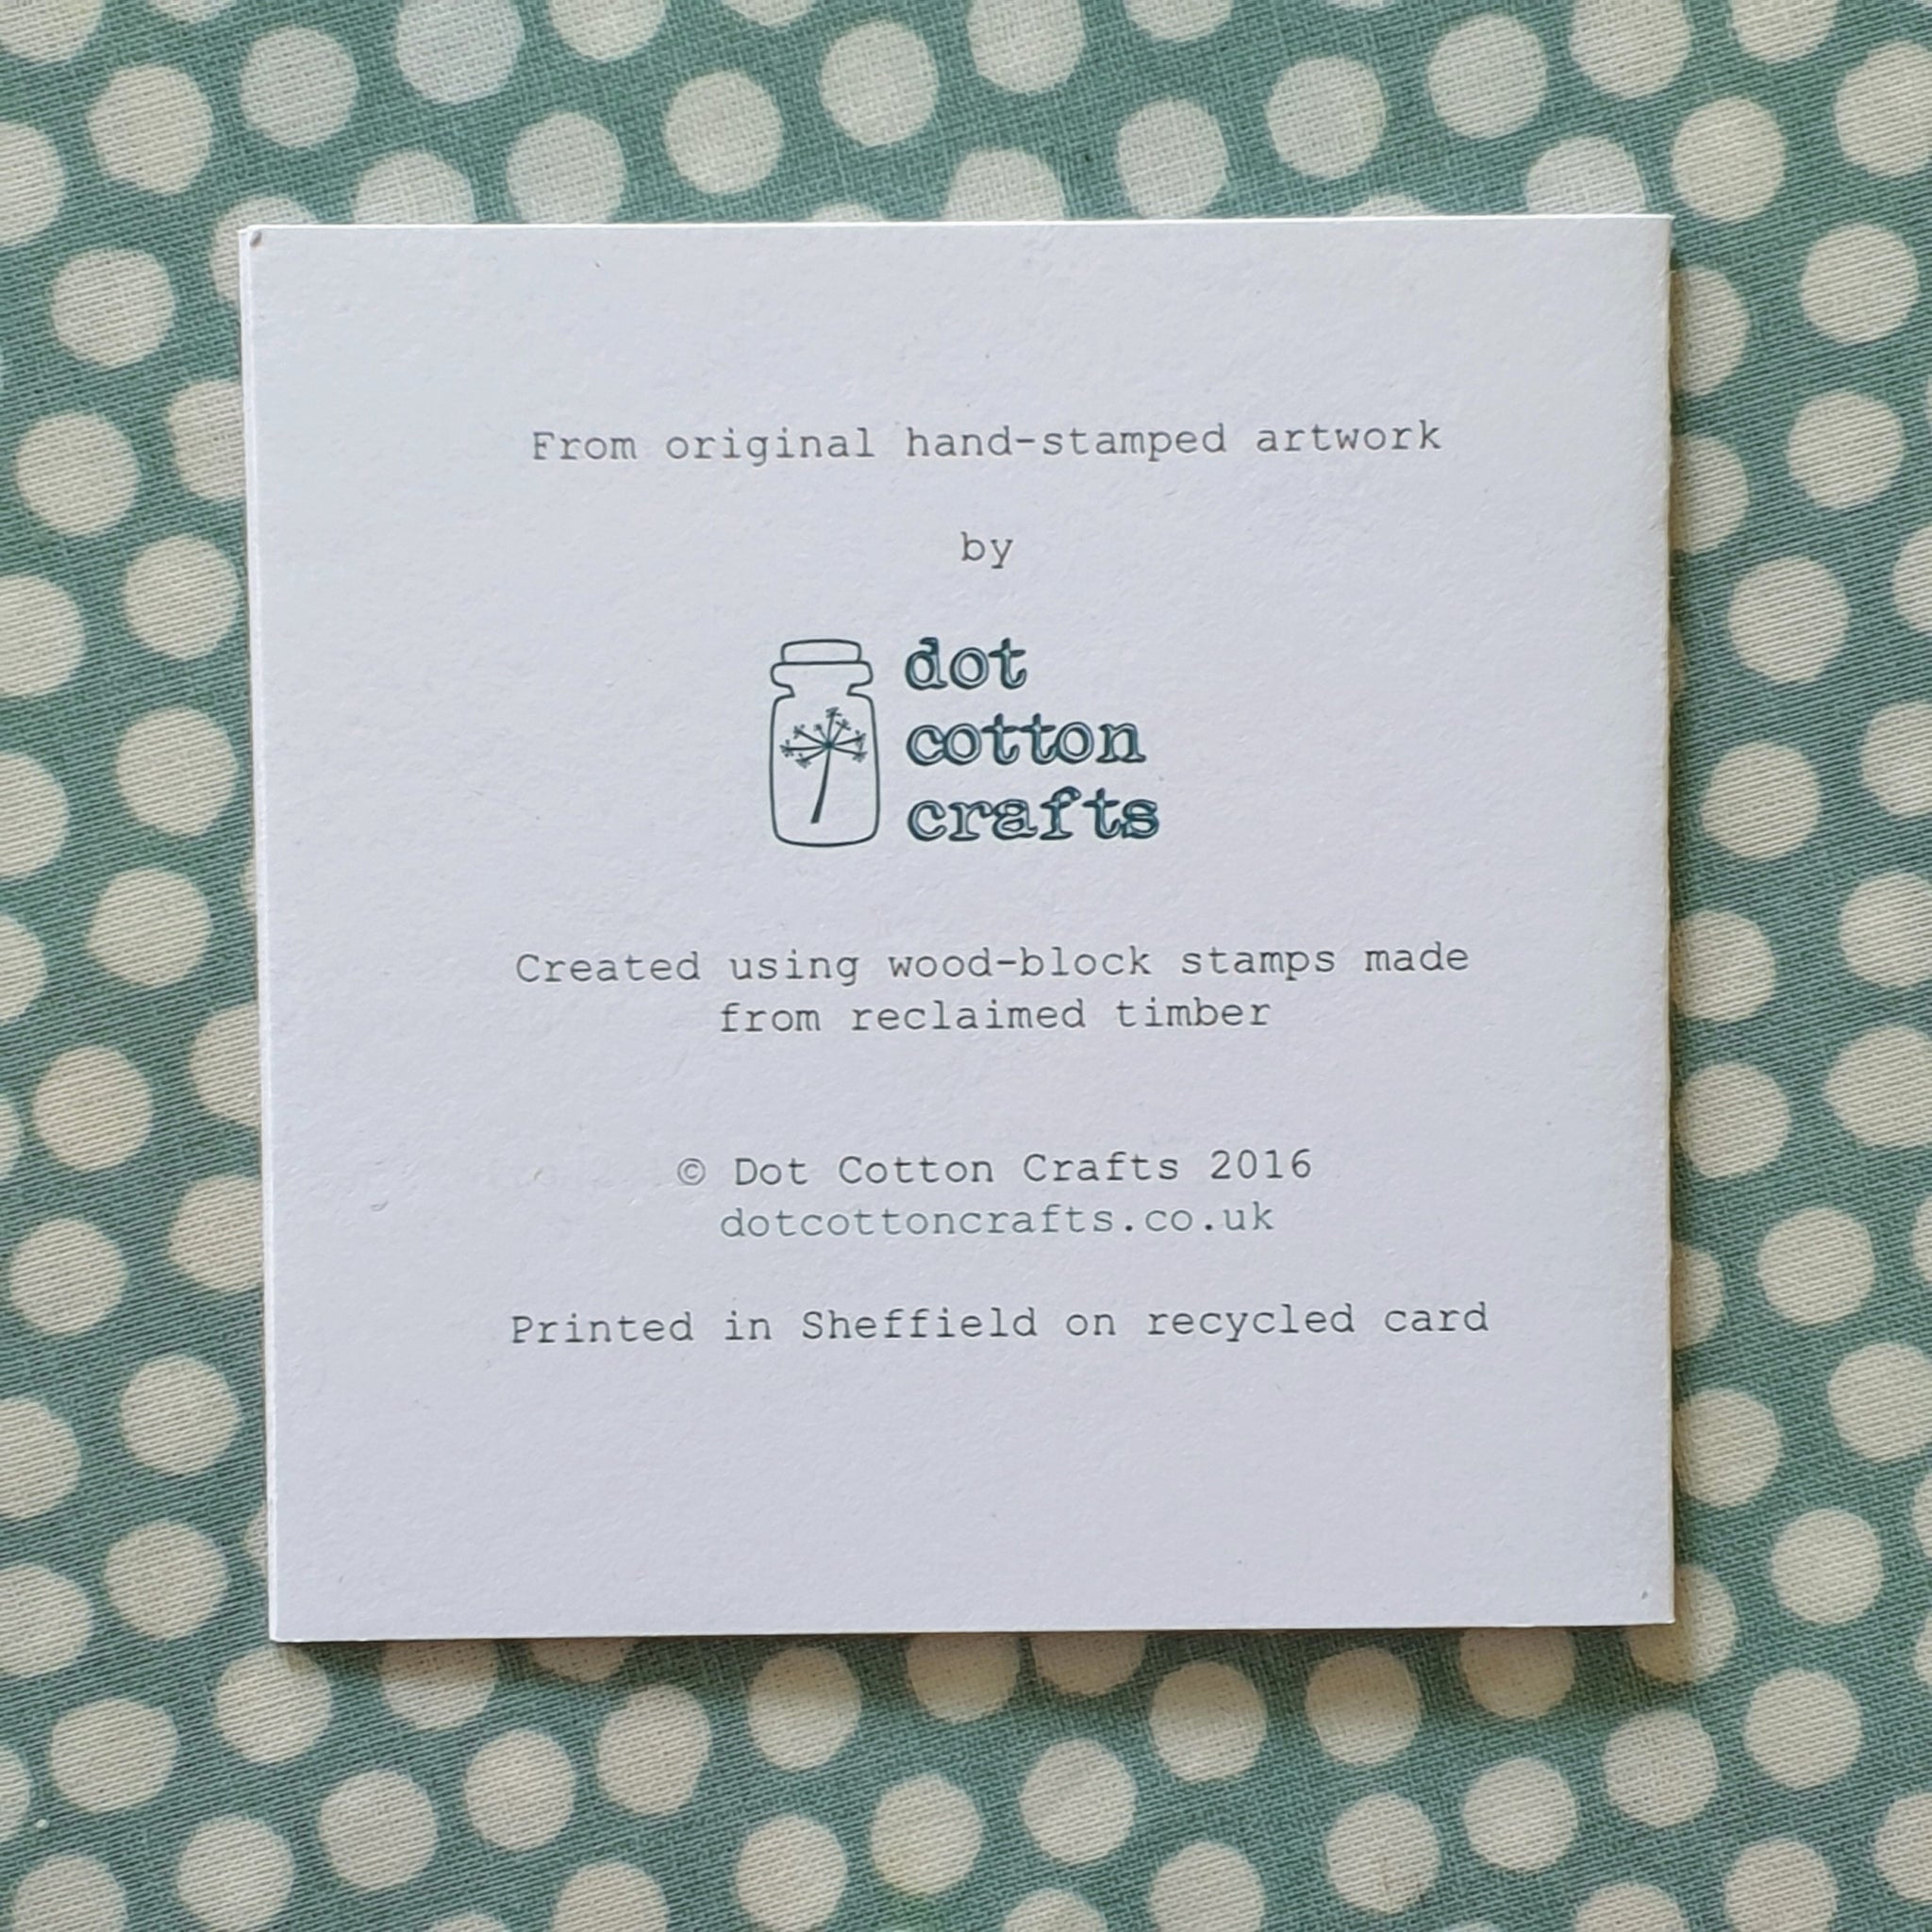 From original hand-stamped artwork
by
dot
cotton
crafts
Created using wood-block stamps made
from reclaimed timber
© Dot Cotton Crafts 2016
dotcottoncrafts.co.uk
Printed in Sheffield on recycled card